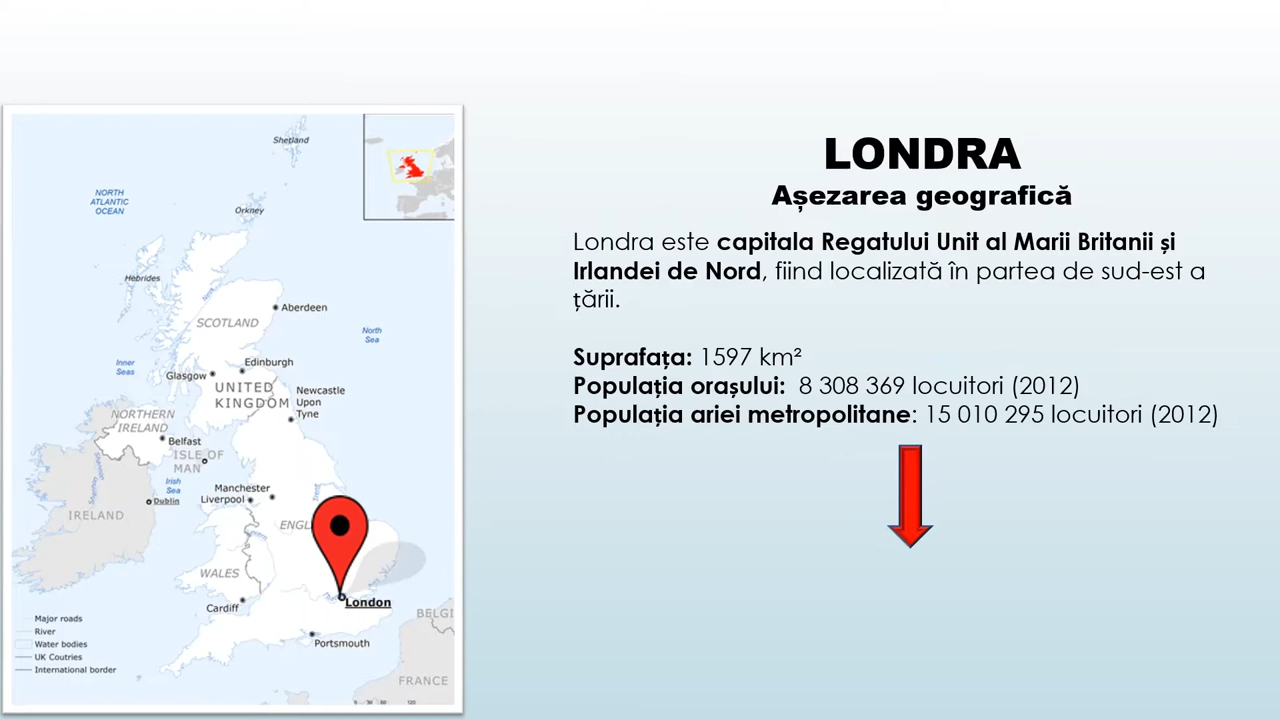 Shetland
NORTH
ATLANTIC
OCEAN
Orkney
Hebrides
Aberdeen
SCOTLAND
North
Sea
Inner
Seas
Edinburgh
Glasgow
UNITED
KINGDOM
Newcastle
Upon
Tyne
NORTHERN
IRELAND
Belfast
ISLE OF
MAN
Irish
Sea
Manchester
Liverpool
Dublin
Trent
IRELAND
ENGL
WALES
London
Cardiff
BELGI
Portsmouth
FRANCE
Major roads
River
Water bodies
UK Coutries
International border
LONDRA
Așezarea geografică
Londra este capitala Regatului Unit al Marii Britanii și
Irlandei de Nord, fiind localizată în partea de sud-est a
țării.
Suprafața: 1597 km²
Populația orașului: 8 308 369 locuitori (2012)
Populația ariei metropolitane: 15 010 295 locuitori (2012)